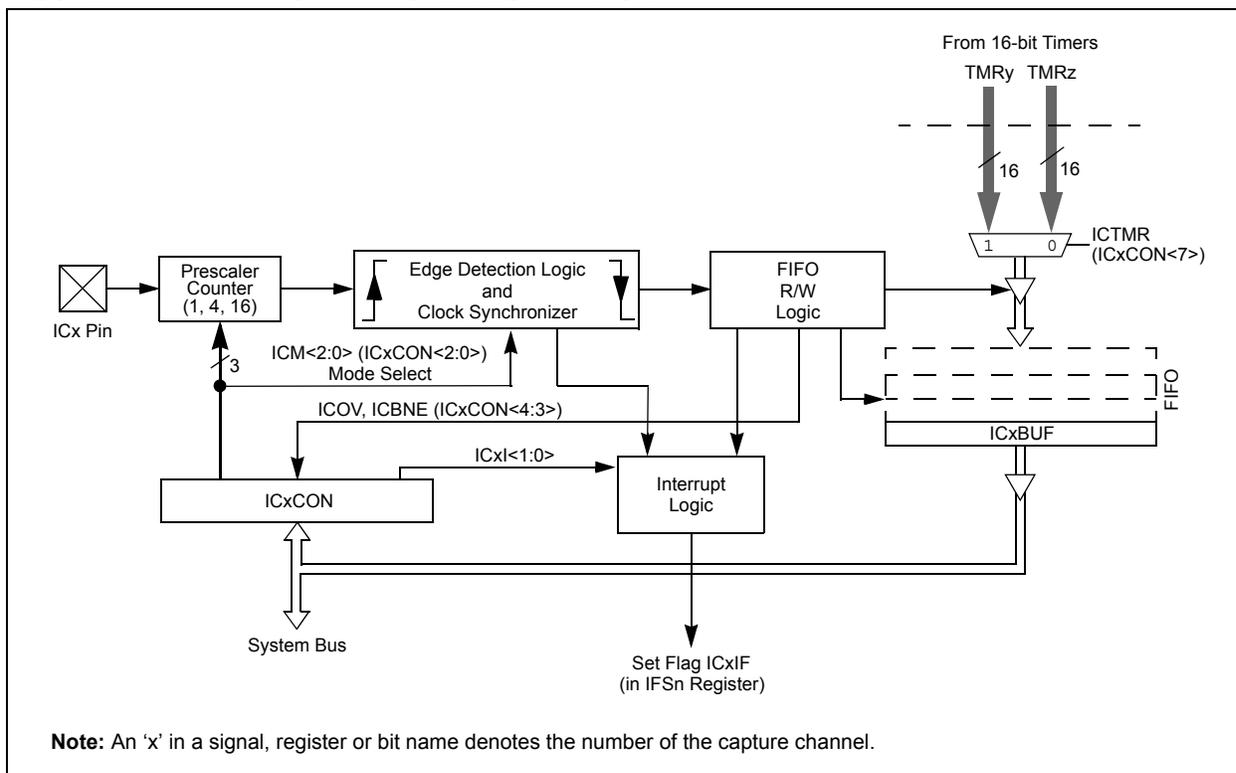 From 16-bit Timers
TMRy TMRz
16 16
1 0
ICTMR
(ICxCON<7>)
Prescaler
Counter
(1, 4, 16)
Edge Detection Logic
and
Clock Synchronizer
FIFO
R/W
Logic
ICx Pin
3
ICM<2:0> (ICxCON<2:0>)
Mode Select
FIFO
ICOV, ICBNE (ICxCON<4:3>)
ICxBUF
ICxI<1:0>
ICxCON
Interrupt
Logic
System Bus
Set Flag ICxIF
(in IFSn Register)
Note: An ‘x’ in a signal, register or bit name denotes the number of the capture channel.